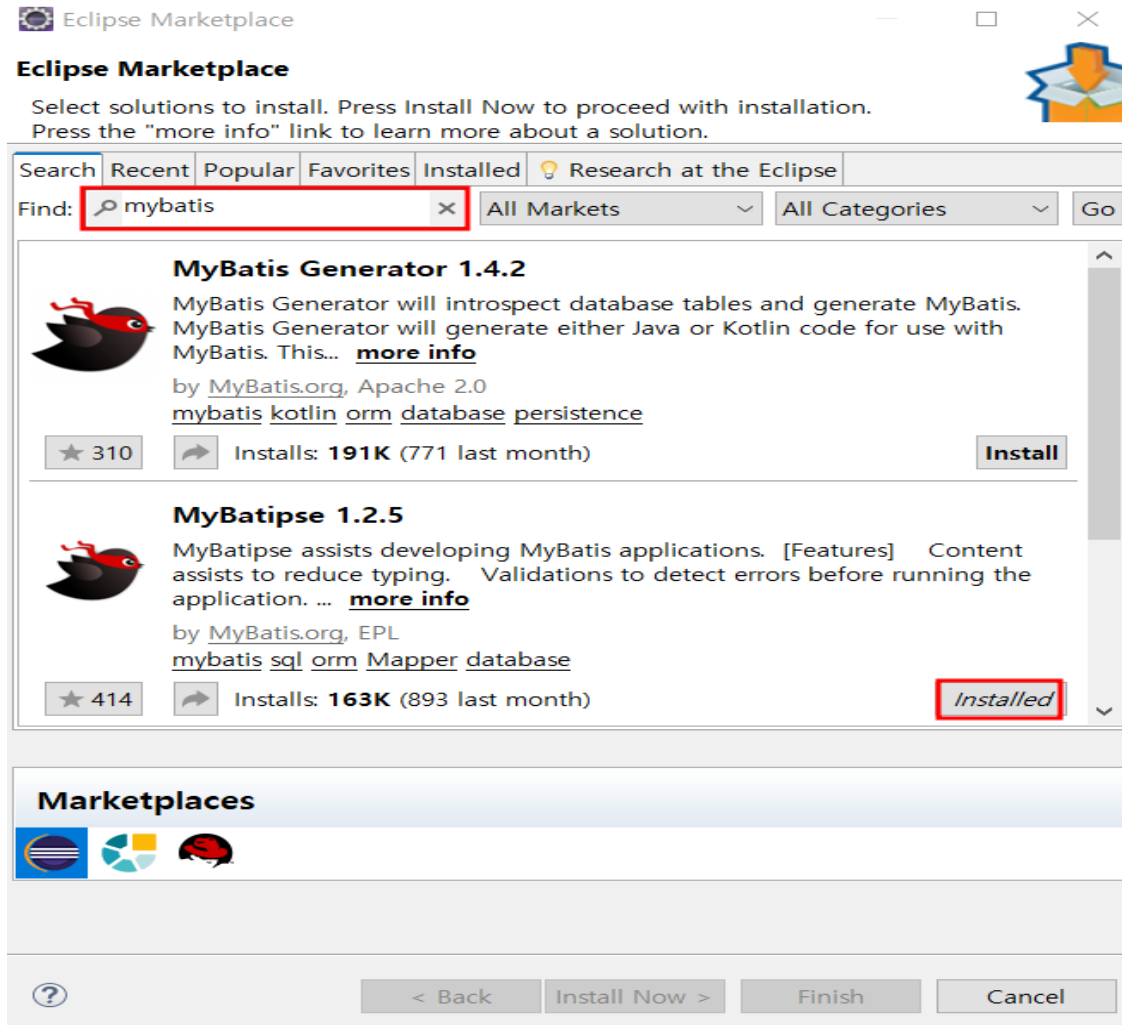 Eclipse Marketplace
Eclipse Marketplace
Select solutions to install. Press Install Now to proceed with installation.
Press the "more info" link to learn more about a solution.
Search Recent Popular Favorites Installed Research at the Eclipse
Find: mybatis All Markets All Categories Go
MyBatis Generator 1.4.2
MyBatis Generator will introspect database tables and generate MyBatis.
MyBatis Generator will generate either Java or Kotlin code for use with
MyBatis. This... more info
by MyBatis.org, Apache 2.0
mybatis kotlin orm database persistence
310 Installs: 191K (771 last month) Install
MyBatipse 1.2.5
MyBatipse assists developing MyBatis applications. [Features] Content
assists to reduce typing. Validations to detect errors before running the
application. ... more info
by MyBatis.org, EPL
mybatis sql orm Mapper database
414 Installs: 163K (893 last month) Installed
Marketplaces
? < Back Install Now > Finish Cancel